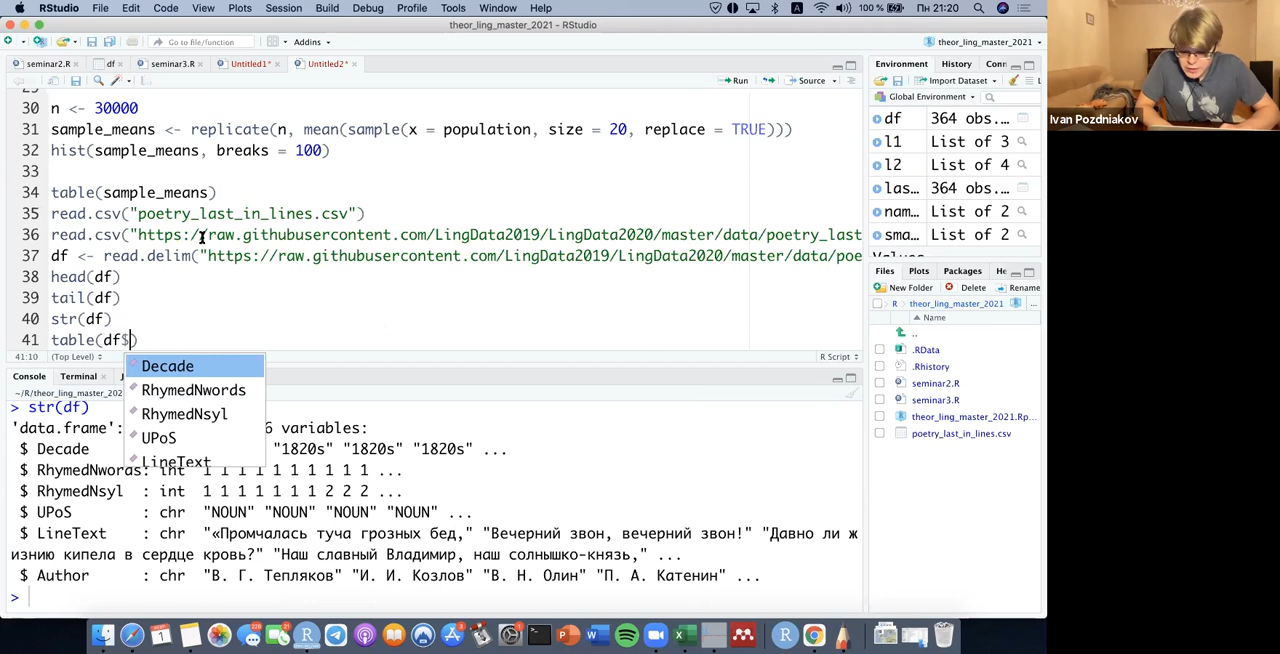 RStudio File Edit Code View Plots Session Build Debug Profile Tools Window Help 100 % Пн 21:20
theor_ling_master_2021 - RStudio
Go to file/function Addins theor_ling_master_2021
seminar2.R df seminar3.R Untitled1* Untitled2*
Run Source
30 n <- 30000
31 sample_means <- replicate(n, mean(sample(x = population, size = 20, replace = TRUE)))
32 hist(sample_means, breaks = 100)
33
34 table(sample_means)
35 read.csv("poetry_last_in_lines.csv")
36 read.csv("https://raw.githubusercontent.com/LingData2019/LingData2020/master/data/poetry_last
37 df <- read.delim("https://raw.githubusercontent.com/LingData2019/LingData2020/master/data/po
38 head(df)
39 tail(df)
40 str(df)
41 table(df$)
41:10 (Top Level) R Script
Decade
RhymedNwords
RhymedNsyl
UPoS
LineText
Console Terminal J
~/R/theor_ling_master_202
> str(df)
'data.frame': 6 variables:
$ Decade "1820s" "1820s" "1820s" ...
$ RhymedNwords: int 1 1 1 1 1 1 1 1 1 1 ...
$ RhymedNsyl : int 1 1 1 1 1 1 1 2 2 2 ...
$ UPoS : chr "NOUN" "NOUN" "NOUN" "NOUN" ...
$ LineText : chr "«Промчалась туча грозных бед," "Вечерний звон, вечерний звон!" "Давно ли ж
изнию кипела в сердце кровь?" "Наш славный Владимир, наш солнышко-князь," ...
$ Author : chr "В. Г. Тепляков" "И. И. Козлов" "В. Н. Олин" "П. А. Катенин" ...
>
Environment History Conn
Import Dataset
Global Environment
df 364 obs...
l1 List of 3
l2 List of 4
las... 364 obs...
nam... List of 2
sma... List of 2
Values
Files Plots Packages He
New Folder Delete Rename
R theor_ling_master_2021 ...
Name
..
.RData
.Rhistory
seminar2.R
seminar3.R
theor_ling_master_2021.Rp...
poetry_last_in_lines.csv
Ivan Pozdniakov